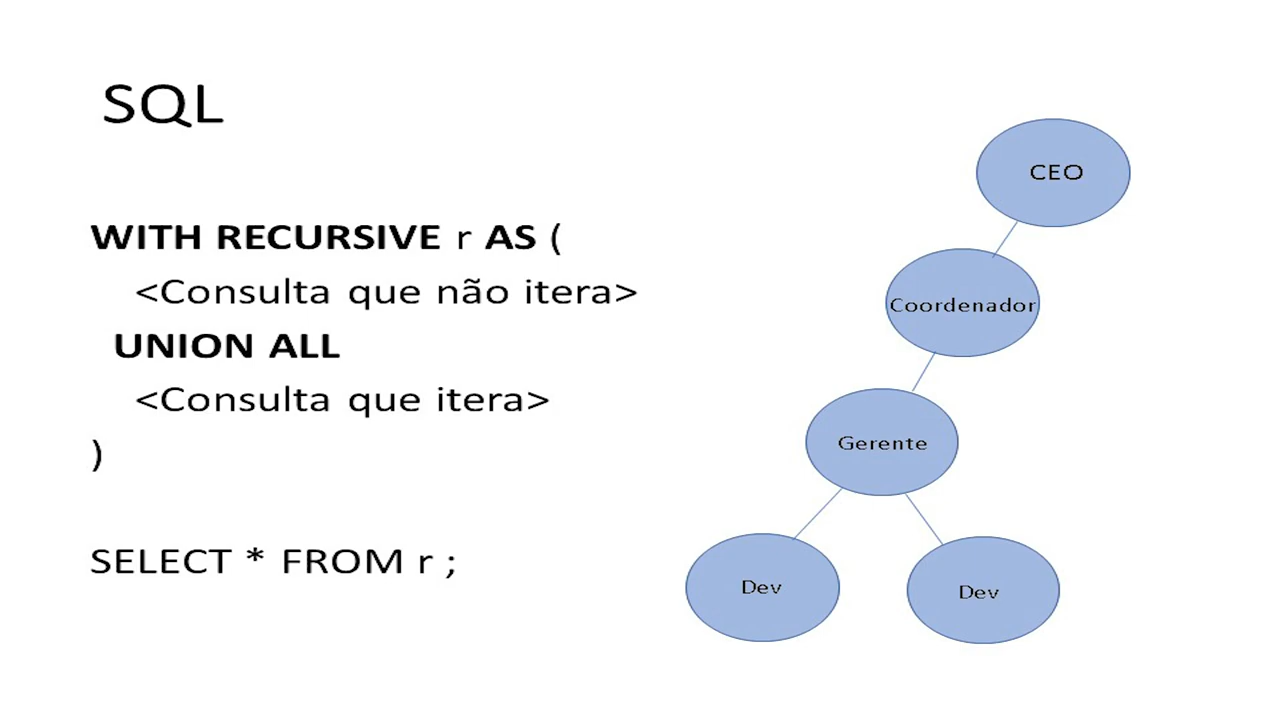 SQL
WITH RECURSIVE r AS (
<Consulta que não itera>
UNION ALL
<Consulta que itera>
)
SELECT * FROM r ;
CEO
Coordenador
Gerente
Dev
Dev